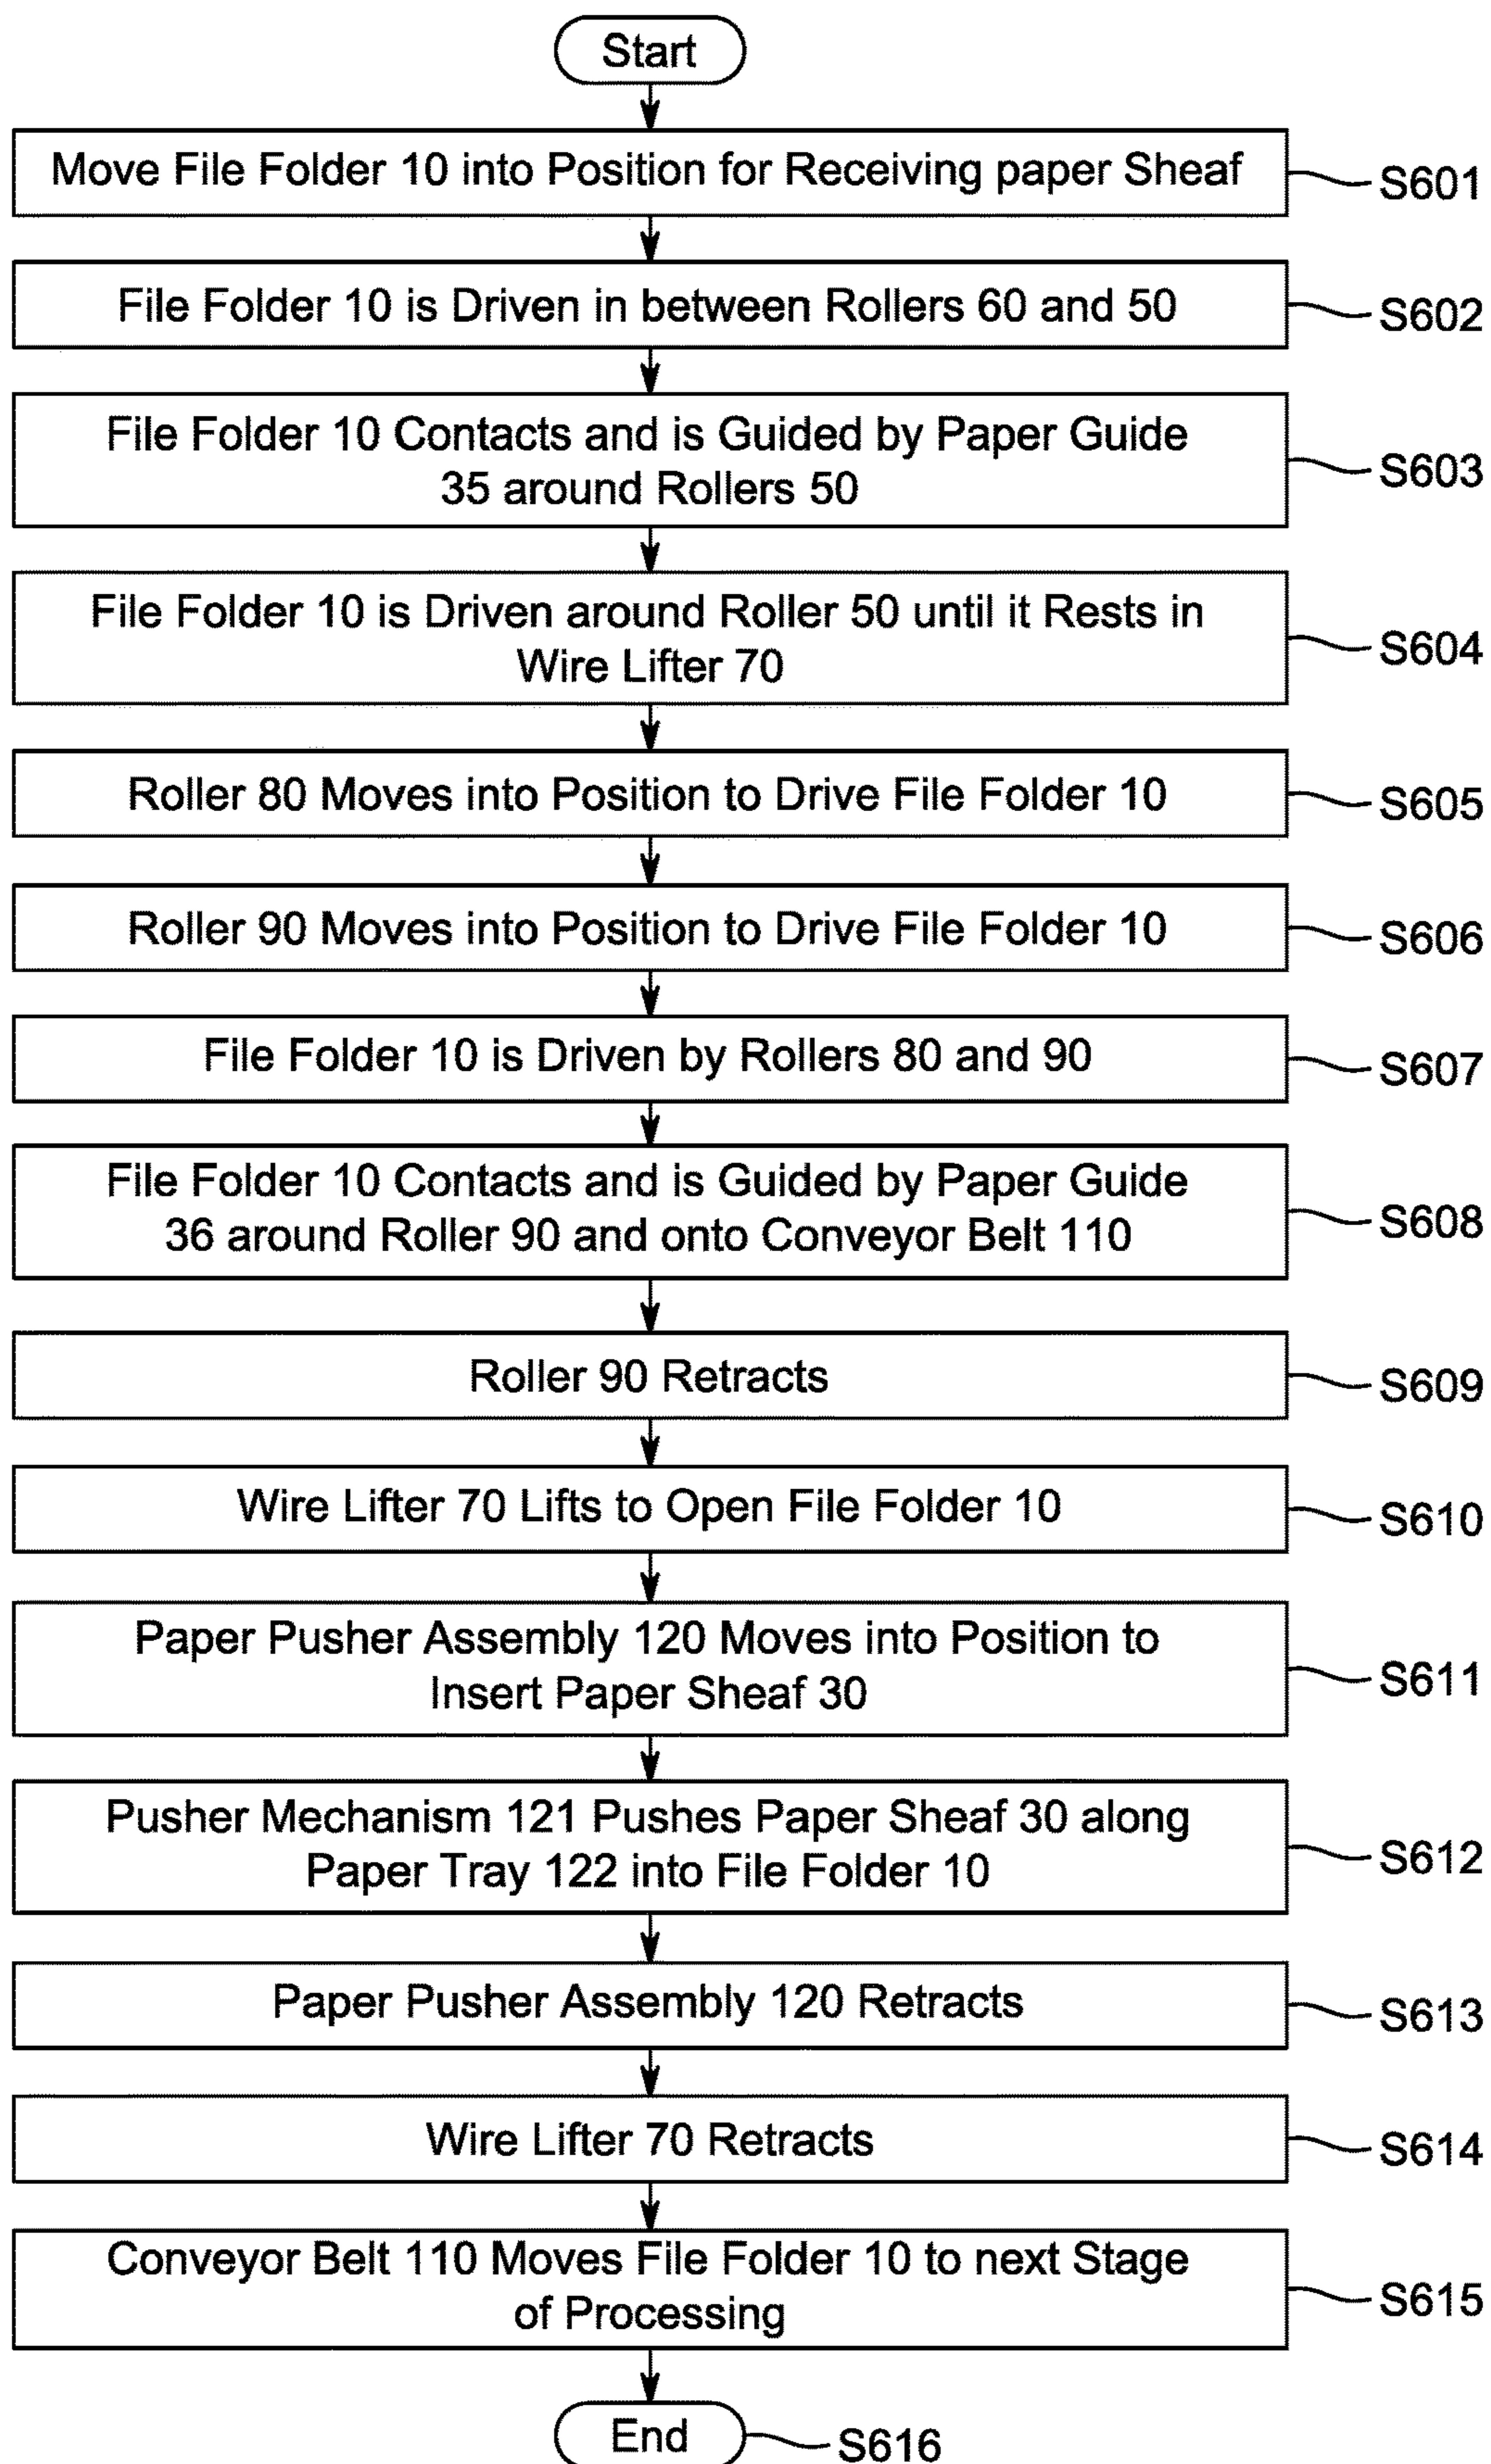 Start
Move File Folder 10 into Position for Receiving paper Sheaf
S601
File Folder 10 is Driven in between Rollers 60 and 50
S602
File Folder 10 Contacts and is Guided by Paper Guide
35 around Rollers 50
S603
File Folder 10 is Driven around Roller 50 until it Rests in
Wire Lifter 70
S604
Roller 80 Moves into Position to Drive File Folder 10
S605
Roller 90 Moves into Position to Drive File Folder 10
S606
File Folder 10 is Driven by Rollers 80 and 90
S607
File Folder 10 Contacts and is Guided by Paper Guide
36 around Roller 90 and onto Conveyor Belt 110
S608
Roller 90 Retracts
S609
Wire Lifter 70 Lifts to Open File Folder 10
S610
Paper Pusher Assembly 120 Moves into Position to
Insert Paper Sheaf 30
S611
Pusher Mechanism 121 Pushes Paper Sheaf 30 along
Paper Tray 122 into File Folder 10
S612
Paper Pusher Assembly 120 Retracts
S613
Wire Lifter 70 Retracts
S614
Conveyor Belt 110 Moves File Folder 10 to next Stage
of Processing
S615
End
S616